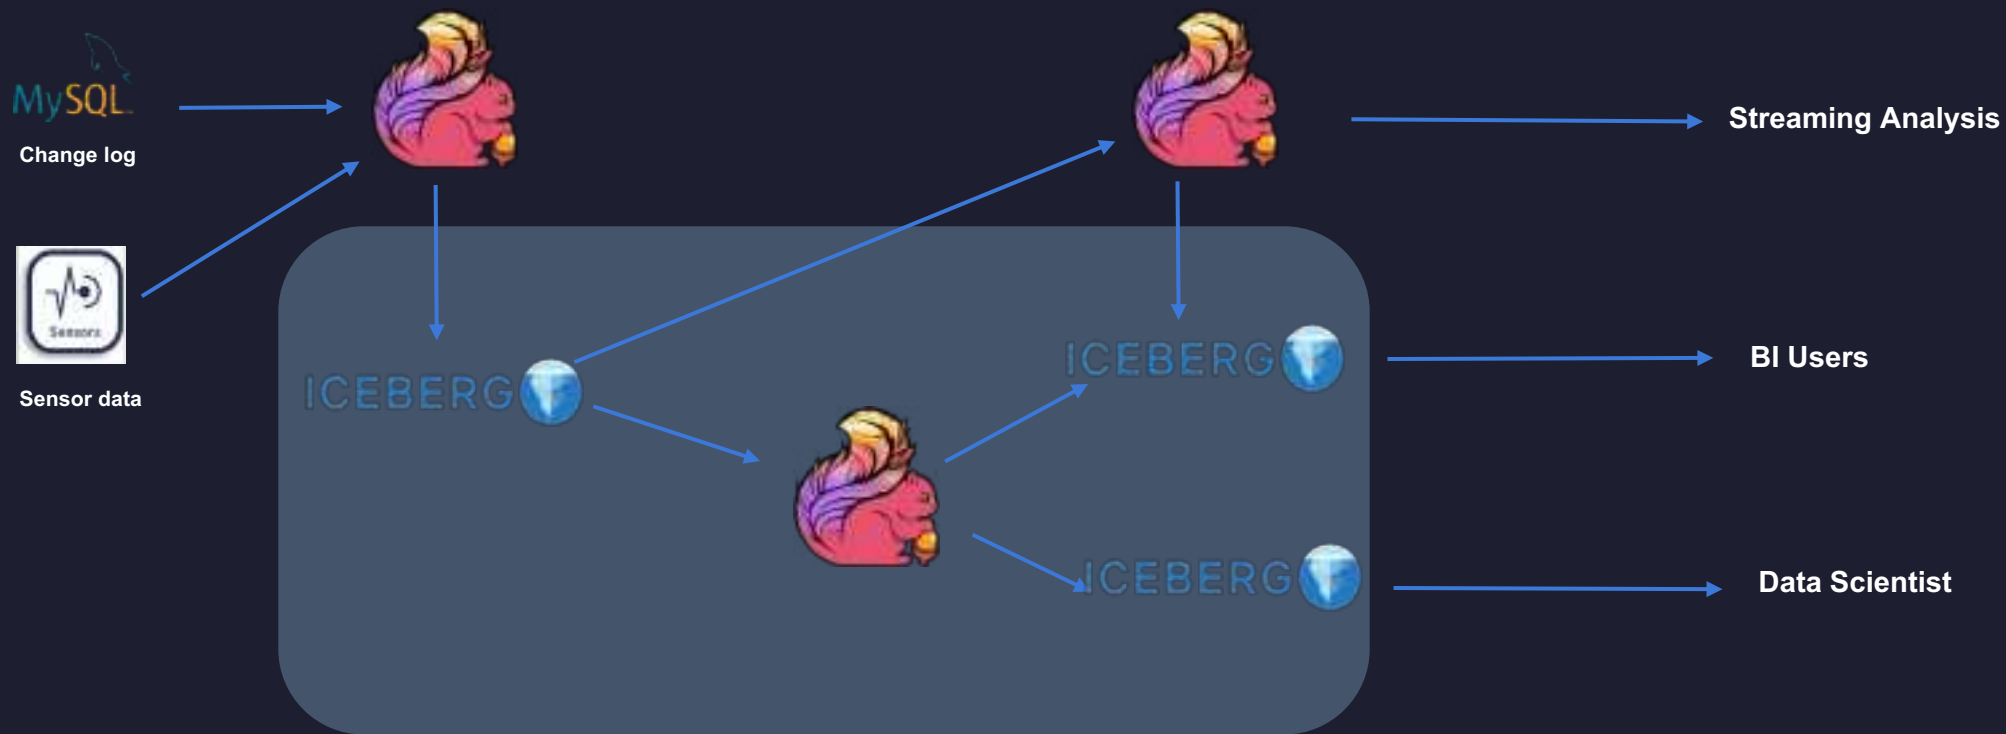 MySQL
Change log
Streaming Analysis
Sensors
Sensor data
ICEBERG
ICEBERG
BI Users
ICEBERG
Data Scientist